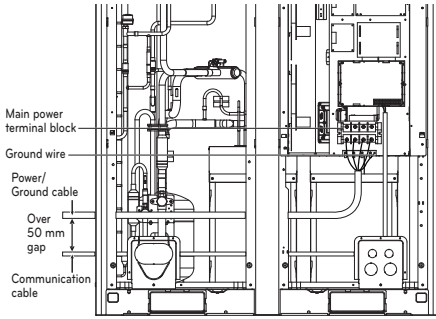 Main power
terminal block
Ground wire
Power/
Ground cable
Over
50 mm
gap
Communication
cable